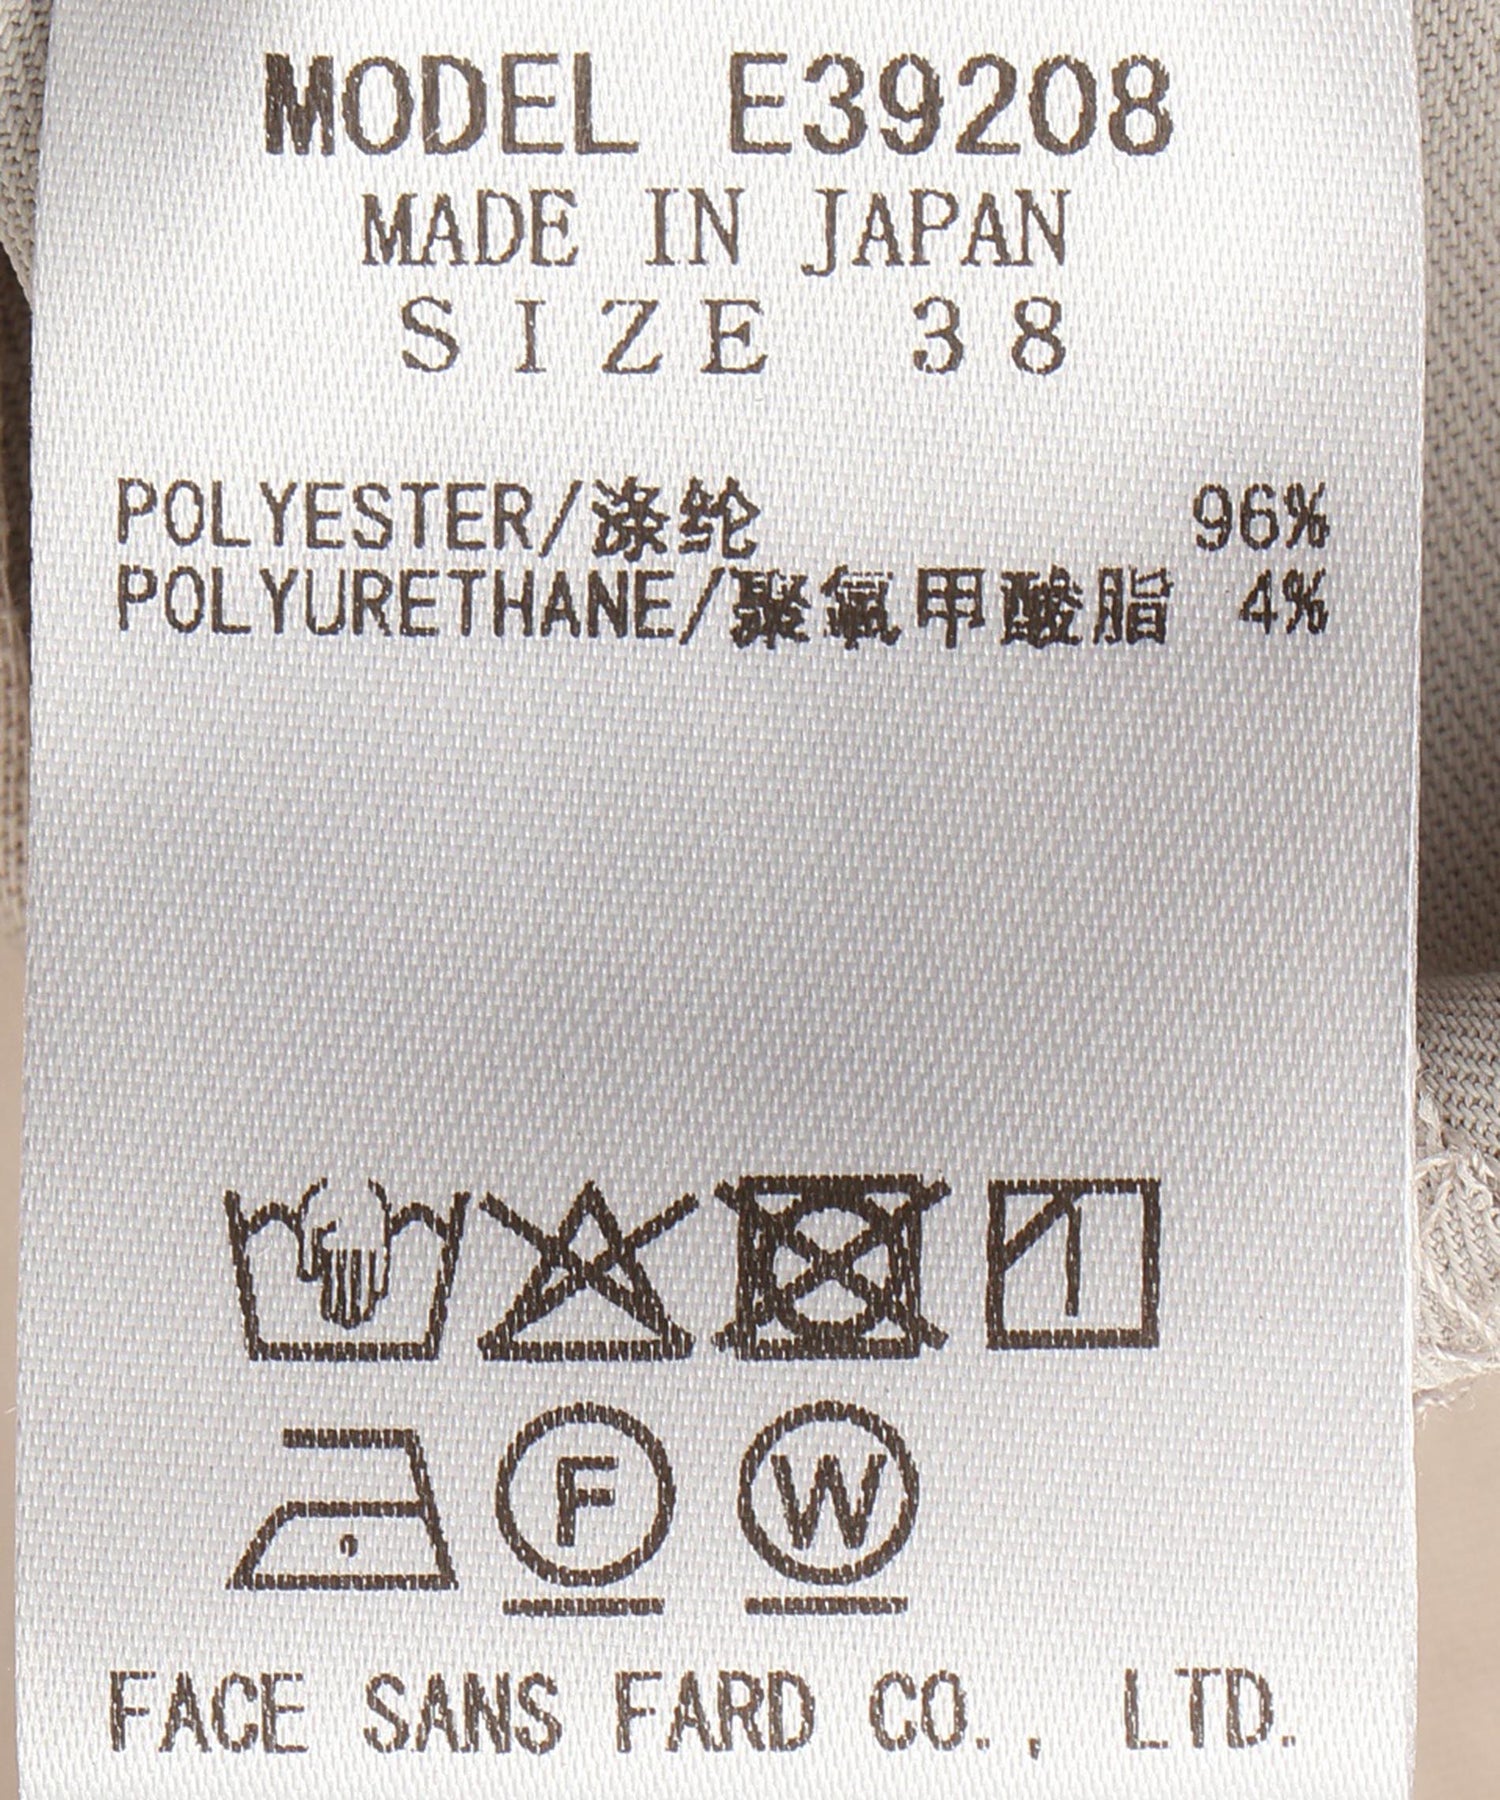 MODEL E39208
MADE IN JAPAN
SIZE 38
POLYESTER/涤纶 96%
POLYURETHANE/聚氨甲酸脂 4%
F W
FACE SANS FARD CO., LTD.